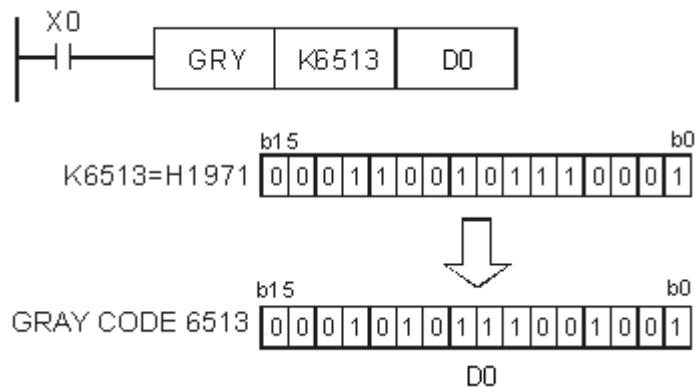 X0
GRY K6513 D0
b15 b0
K6513=H1971 0 0 0 1 1 0 0 1 0 1 1 1 0 0 0 1
b15 b0
GRAY CODE 6513 0 0 0 1 0 1 0 1 1 1 0 0 1 0 0 1
D0